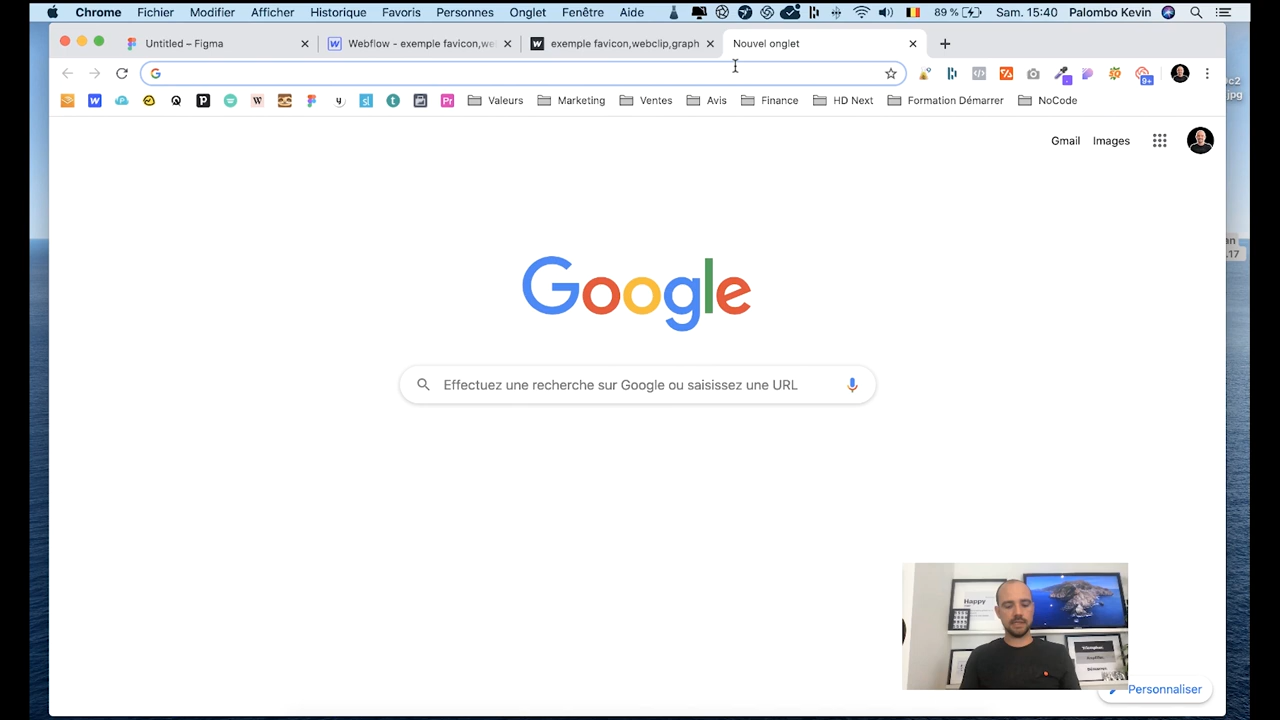 Chrome Fichier Modifier Afficher Historique Favoris Personnes Onglet Fenêtre Aide 89 % Sam. 15:40 Palombo Kevin
Untitled – Figma Webflow - exemple favicon,we exemple favicon,webclip,graph Nouvel onglet
9+
Valeurs Marketing Ventes Avis Finance HD Next Formation Démarrer NoCode
Gmail Images
Google
Effectuez une recherche sur Google ou saisissez une URL
Happy
Personnaliser